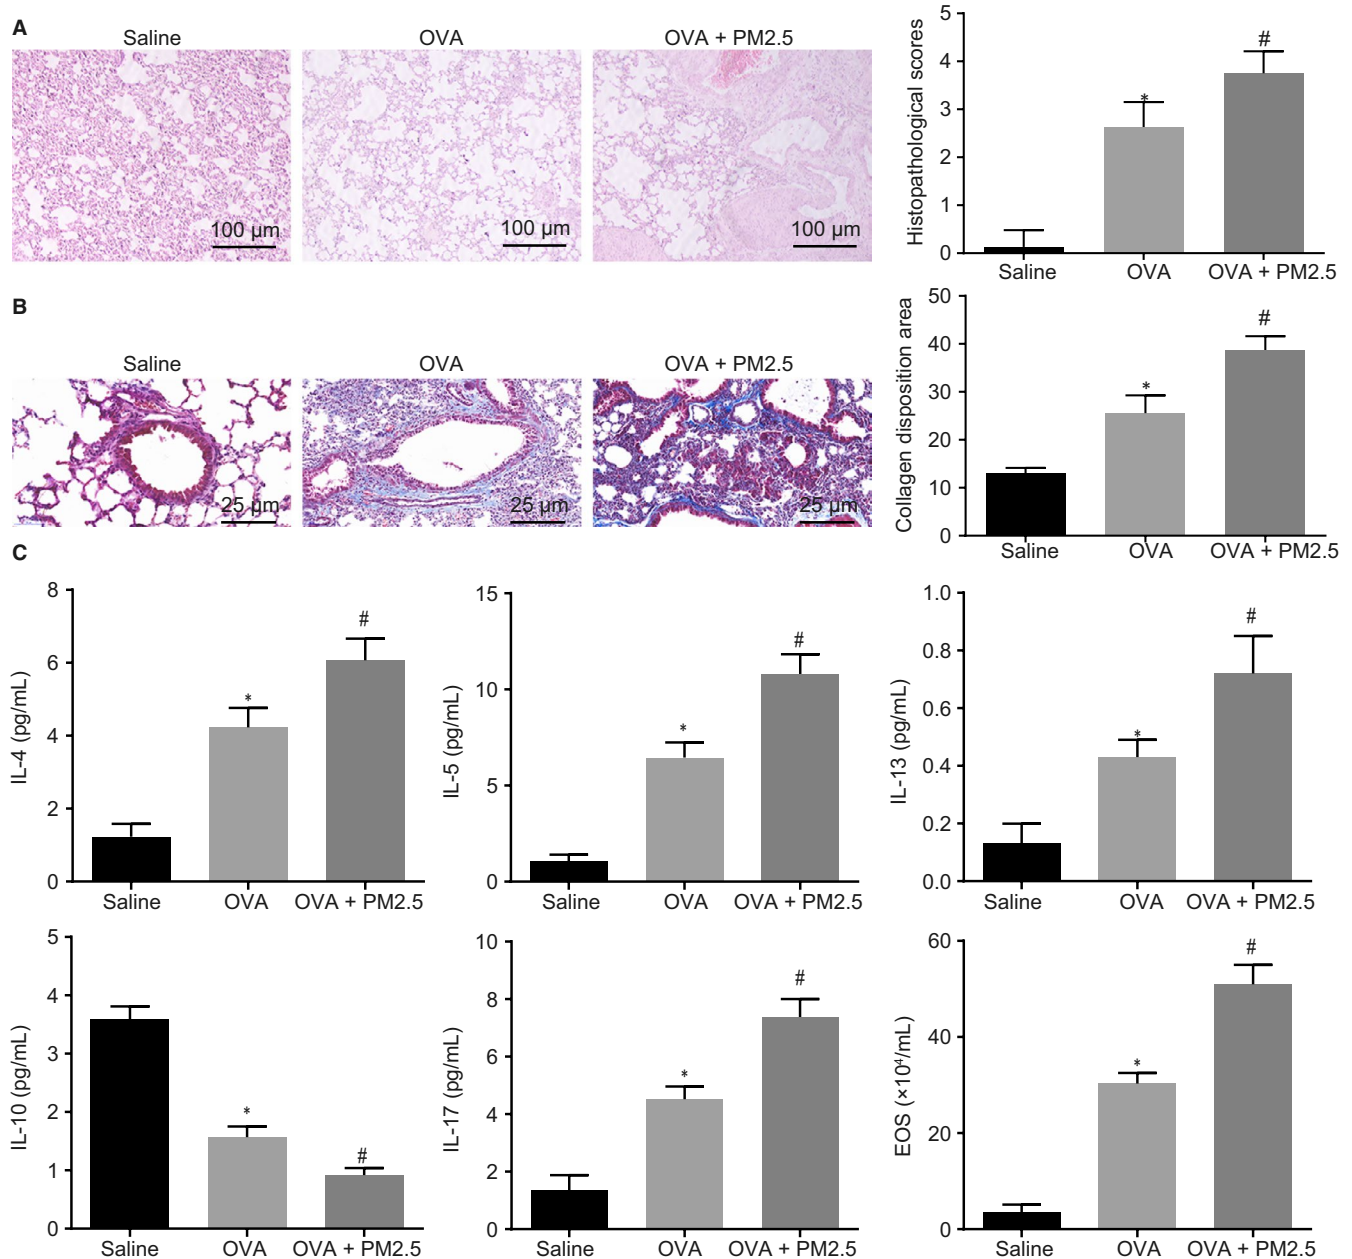 A
Saline
OVA
OVA + PM2.5
100 µm
100 µm
100 µm
Histopathological scores
5
4
3
2
1
0
*
#
Saline
OVA
OVA + PM2.5
B
Saline
OVA
OVA + PM2.5
25 µm
25 µm
25 µm
Collagen disposition area
50
40
30
20
10
0
*
#
Saline
OVA
OVA + PM2.5
C
IL-4 (pg/mL)
8
6
4
2
0
*
#
Saline
OVA
OVA + PM2.5
IL-5 (pg/mL)
15
10
5
0
*
#
Saline
OVA
OVA + PM2.5
IL-13 (pg/mL)
1.0
0.8
0.6
0.4
0.2
0.0
*
#
Saline
OVA
OVA + PM2.5
IL-10 (pg/mL)
5
4
3
2
1
0
*
#
Saline
OVA
OVA + PM2.5
IL-17 (pg/mL)
10
8
6
4
2
0
*
#
Saline
OVA
OVA + PM2.5
EOS (×10⁴/mL)
60
40
20
0
*
#
Saline
OVA
OVA + PM2.5